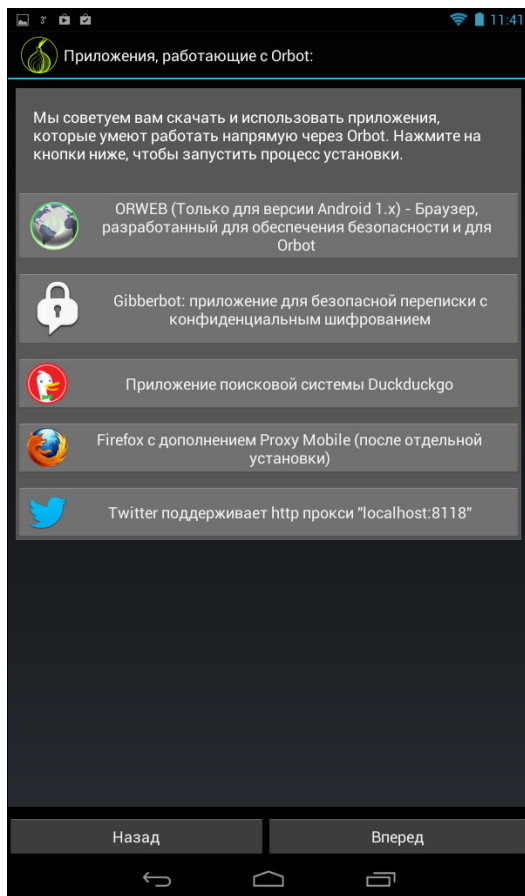 3°
11:41
Приложения, работающие с Orbot:
Мы советуем вам скачать и использовать приложения,
которые умеют работать напрямую через Orbot. Нажмите на
кнопки ниже, чтобы запустить процесс установки.
ORWEB (Только для версии Android 1.x) - Браузер,
разработанный для обеспечения безопасности и для
Orbot
Gibberbot: приложение для безопасной переписки с
конфиденциальным шифрованием
Приложение поисковой системы Duckduckgo
Firefox с дополнением Proxy Mobile (после отдельной
установки)
Twitter поддерживает http прокси "localhost:8118"
Назад
Вперед